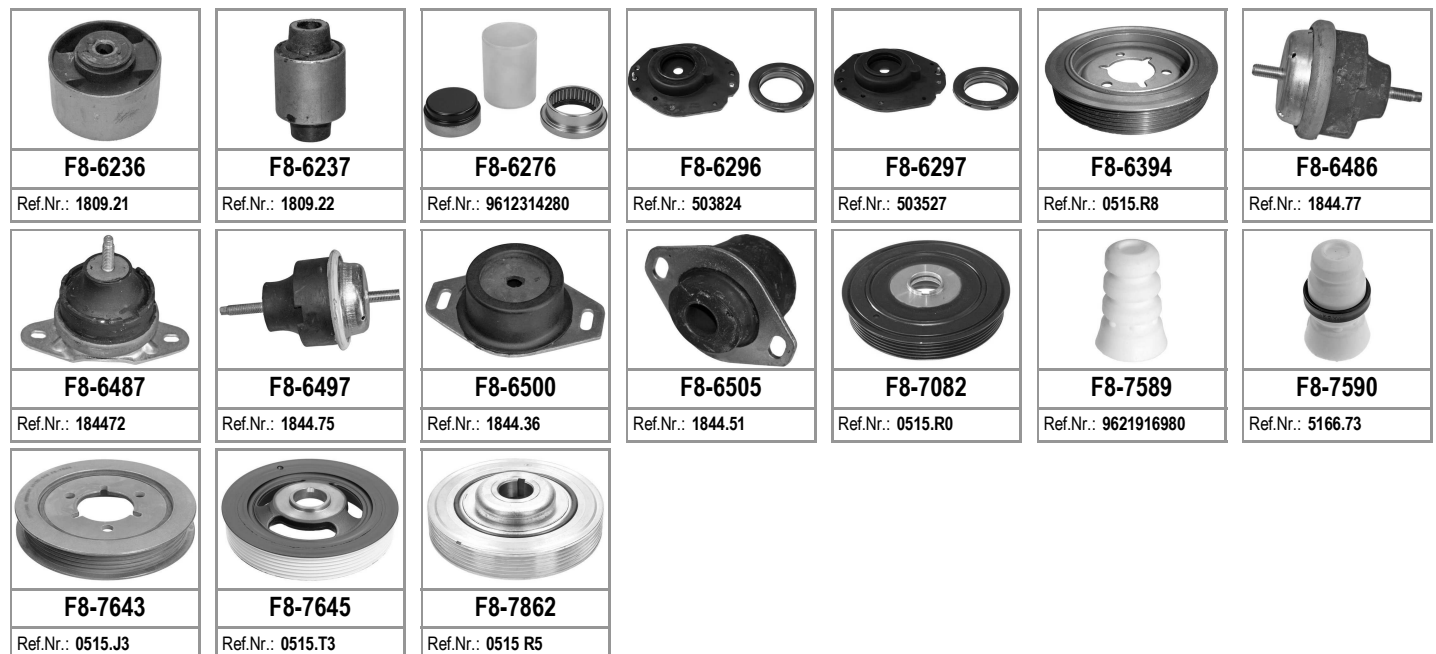 F8-6236
Ref.Nr.: 1809.21
F8-6237
Ref.Nr.: 1809.22
F8-6276
Ref.Nr.: 9612314280
F8-6296
Ref.Nr.: 503824
F8-6297
Ref.Nr.: 503527
F8-6394
Ref.Nr.: 0515.R8
F8-6486
Ref.Nr.: 1844.77
F8-6487
Ref.Nr.: 184472
F8-6497
Ref.Nr.: 1844.75
F8-6500
Ref.Nr.: 1844.36
F8-6505
Ref.Nr.: 1844.51
F8-7082
Ref.Nr.: 0515.R0
F8-7589
Ref.Nr.: 9621916980
F8-7590
Ref.Nr.: 5166.73
F8-7643
Ref.Nr.: 0515.J3
F8-7645
Ref.Nr.: 0515.T3
F8-7862
Ref.Nr.: 0515 R5